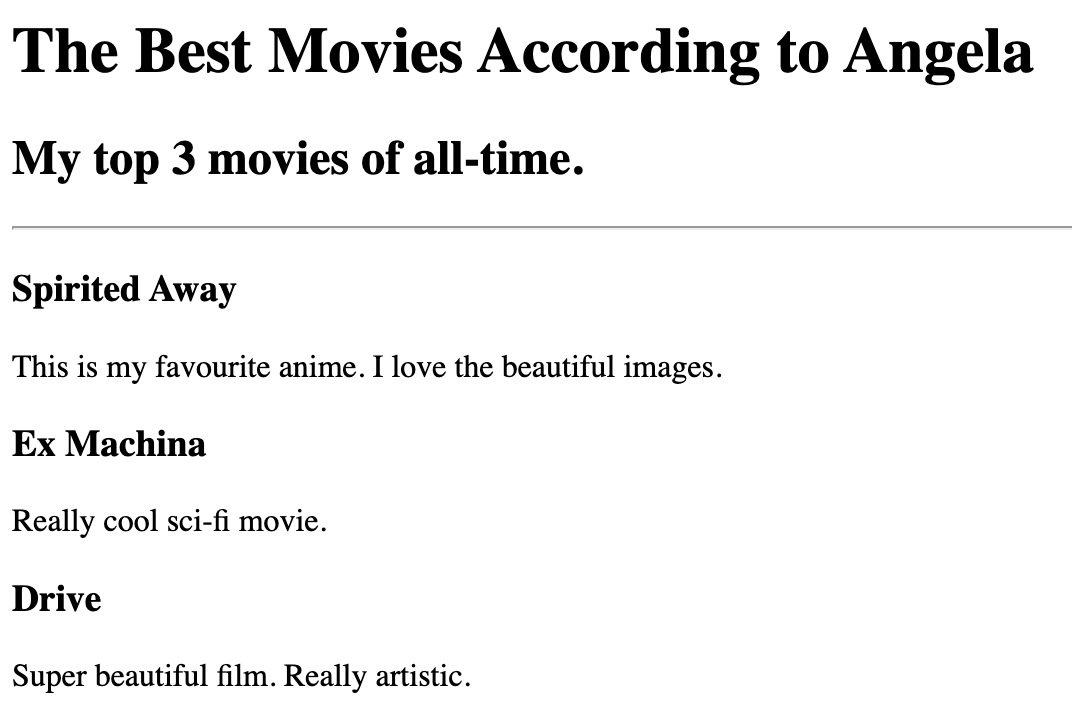 The Best Movies According to Angela
My top 3 movies of all-time.
Spirited Away
This is my favourite anime. I love the beautiful images.
Ex Machina
Really cool sci-fi movie.
Drive
Super beautiful film. Really artistic.